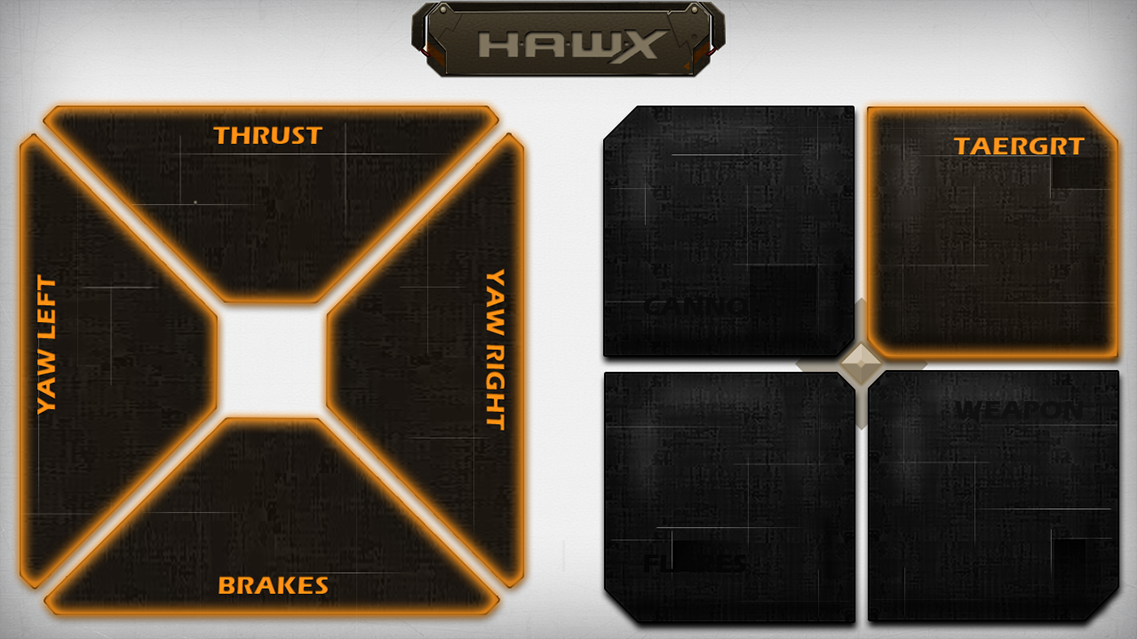 HAWX
THRUST
TAERGRT
YAW LEFT
YAW RIGHT
WEAPON
BRAKES